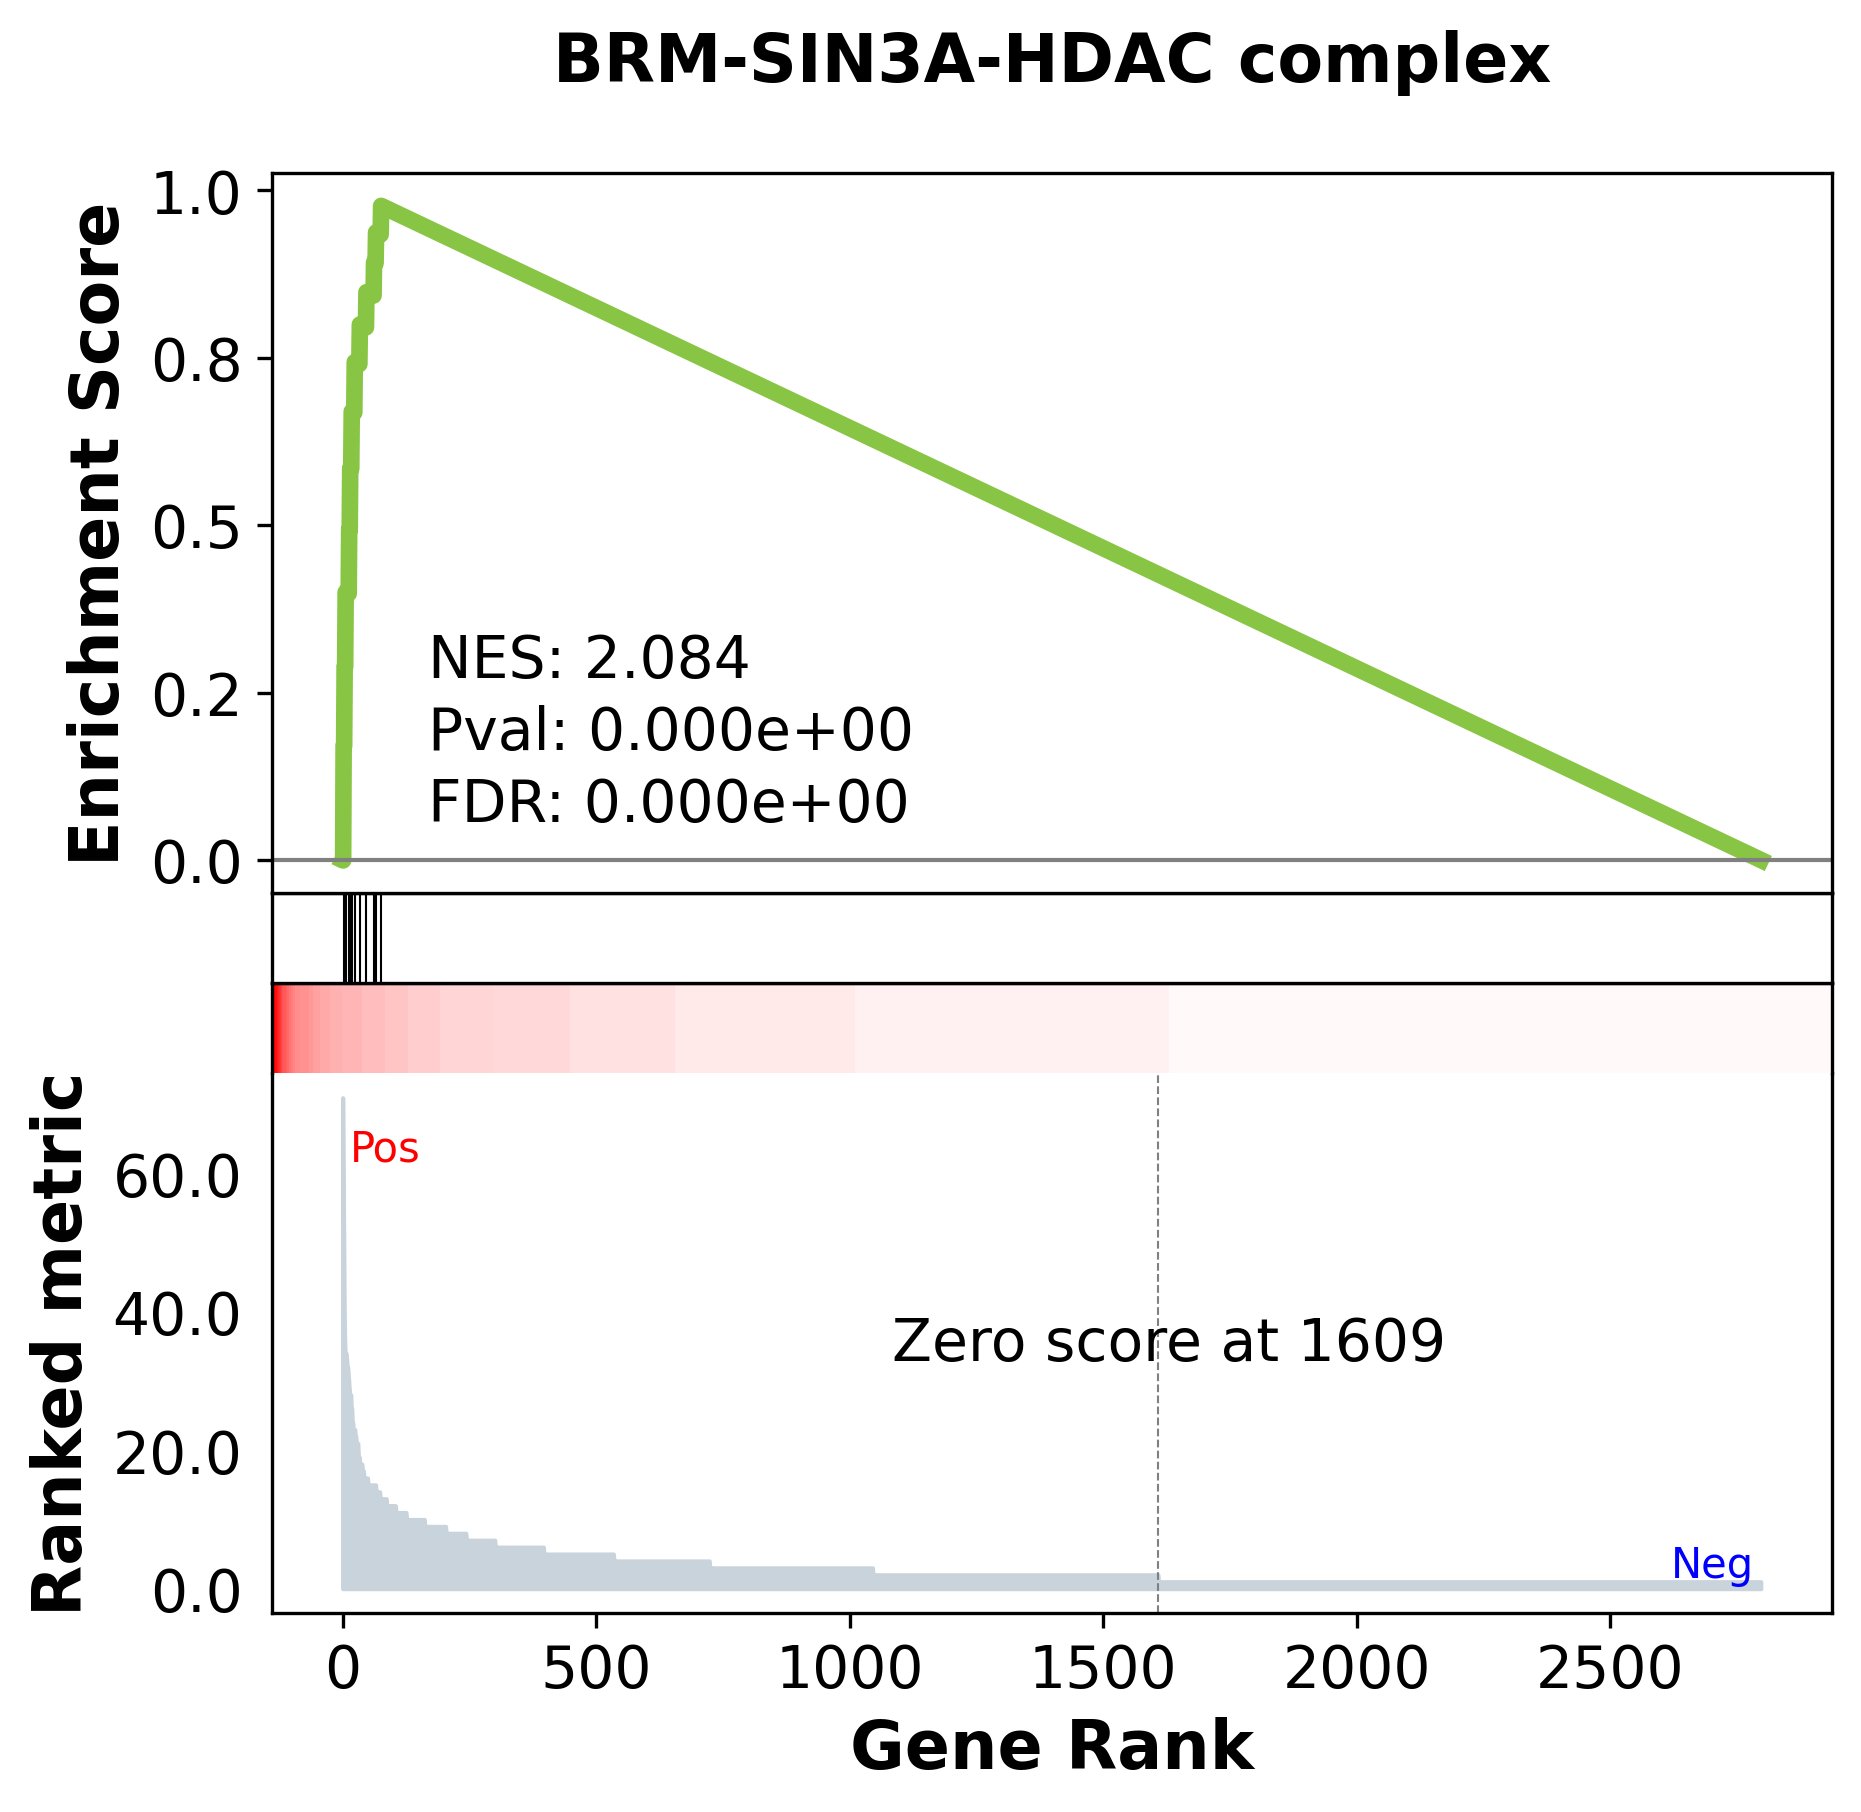 BRM-SIN3A-HDAC complex
Enrichment Score
1.0
0.8
0.5
0.2
0.0
NES: 2.084
Pval: 0.000e+00
FDR: 0.000e+00
Ranked metric
60.0
40.0
20.0
0.0
Pos
Zero score at 1609
Neg
0 500 1000 1500 2000 2500
Gene Rank